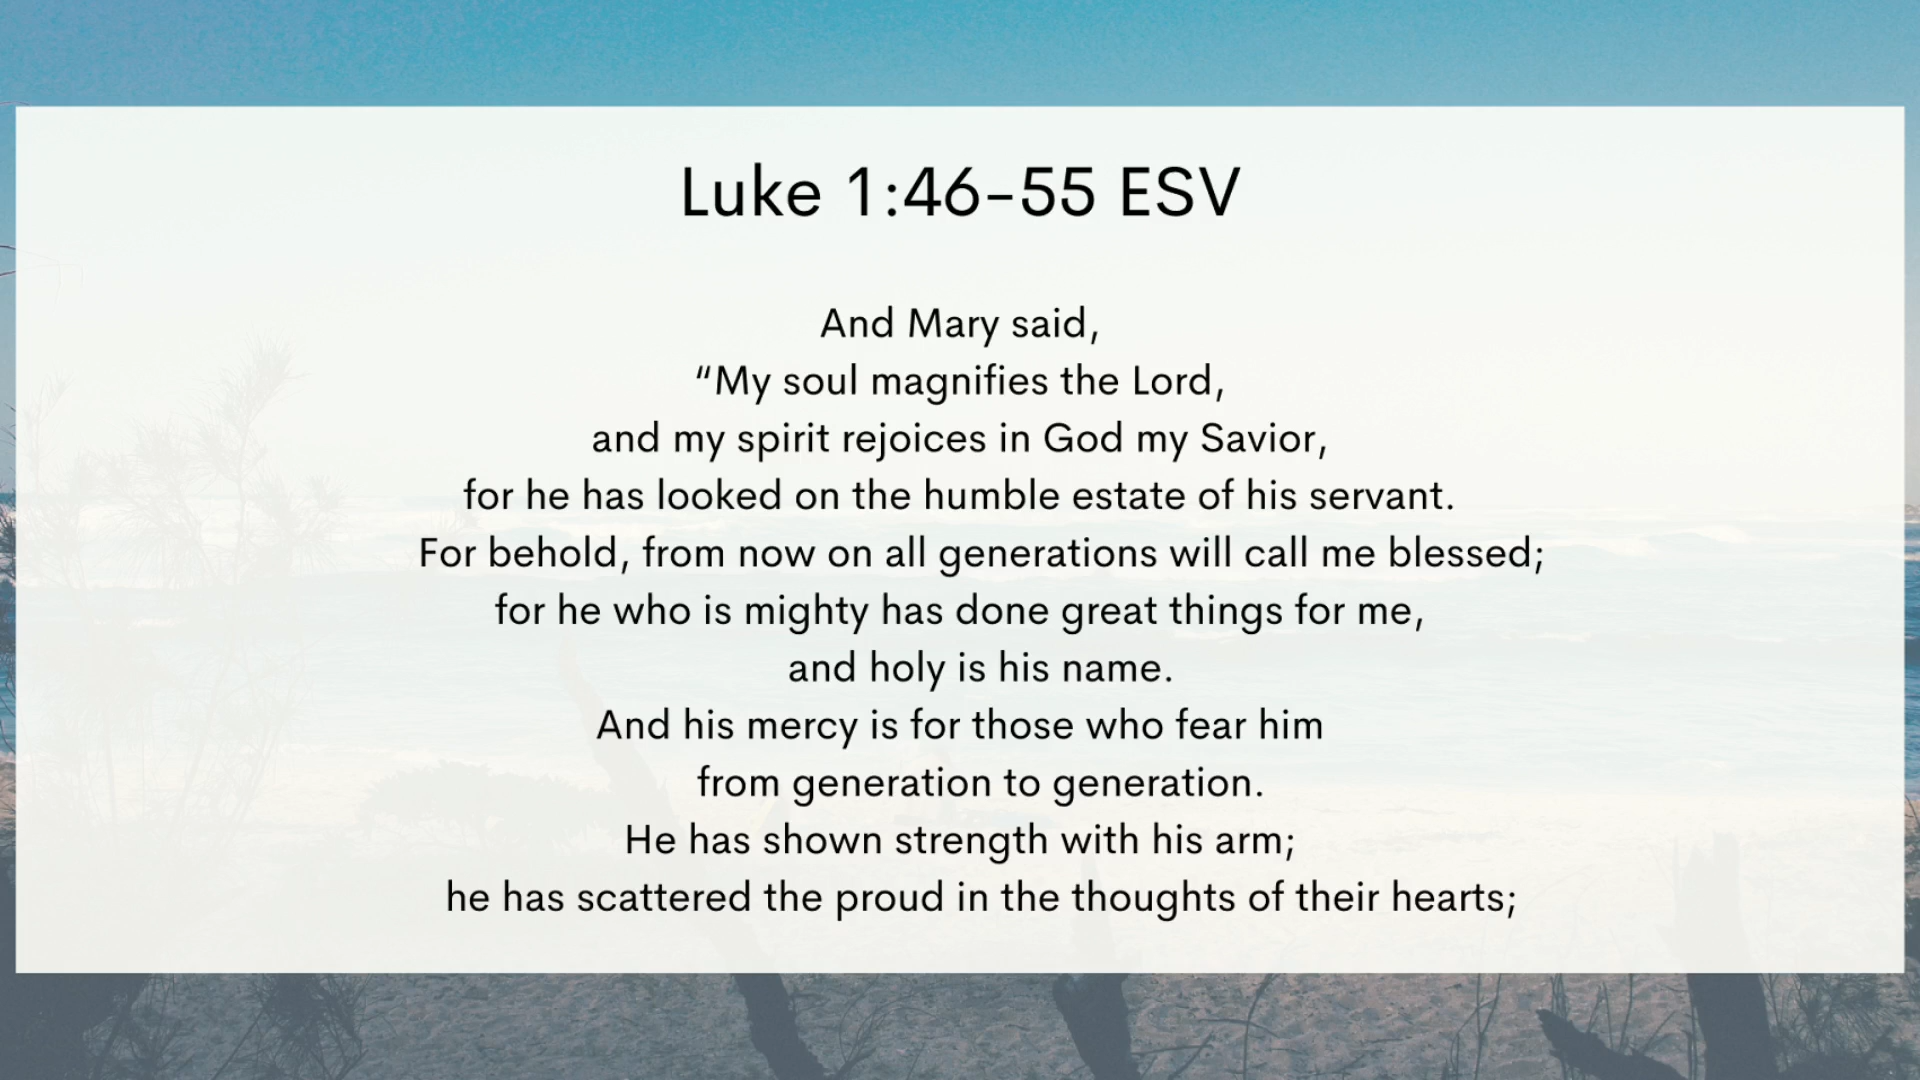 Luke 1:46-55 ESV
And Mary said,
“My soul magnifies the Lord,
and my spirit rejoices in God my Savior,
for he has looked on the humble estate of his servant.
For behold, from now on all generations will call me blessed;
for he who is mighty has done great things for me,
and holy is his name.
And his mercy is for those who fear him
from generation to generation.
He has shown strength with his arm;
he has scattered the proud in the thoughts of their hearts;